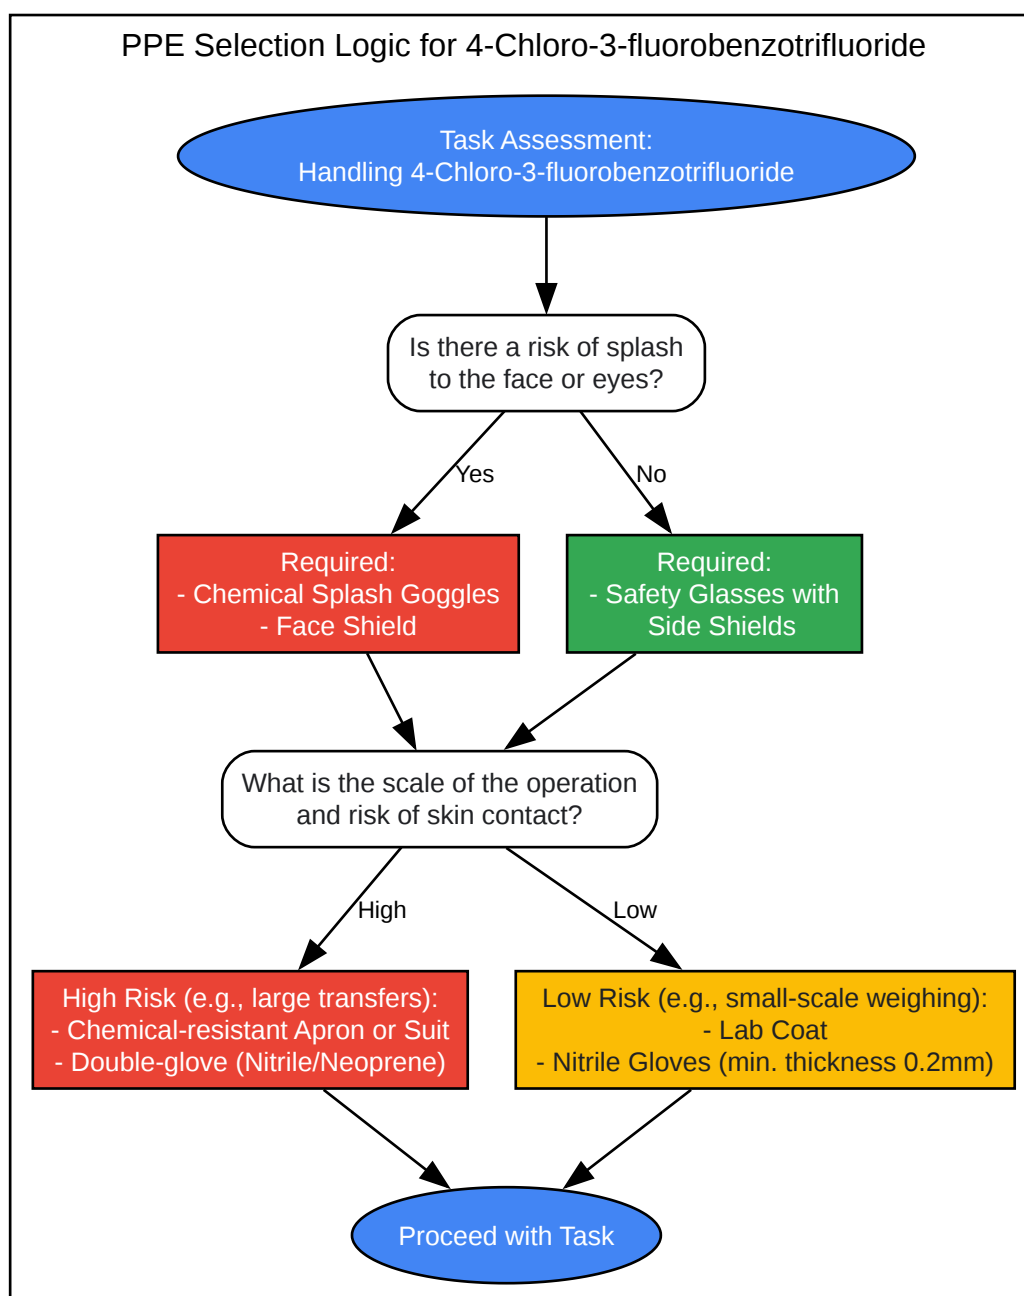 PPE Selection Logic for 4-Chloro-3-fluorobenzotrifluoride
Task Assessment:
Handling 4-Chloro-3-fluorobenzotrifluoride
Is there a risk of splash
to the face or eyes?
Yes
No
Required:
- Chemical Splash Goggles
- Face Shield
Required:
- Safety Glasses with
Side Shields
What is the scale of the operation
and risk of skin contact?
High
Low
High Risk (e.g., large transfers):
- Chemical-resistant Apron or Suit
- Double-glove (Nitrile/Neoprene)
Low Risk (e.g., small-scale weighing):
- Lab Coat
- Nitrile Gloves (min. thickness 0.2mm)
Proceed with Task